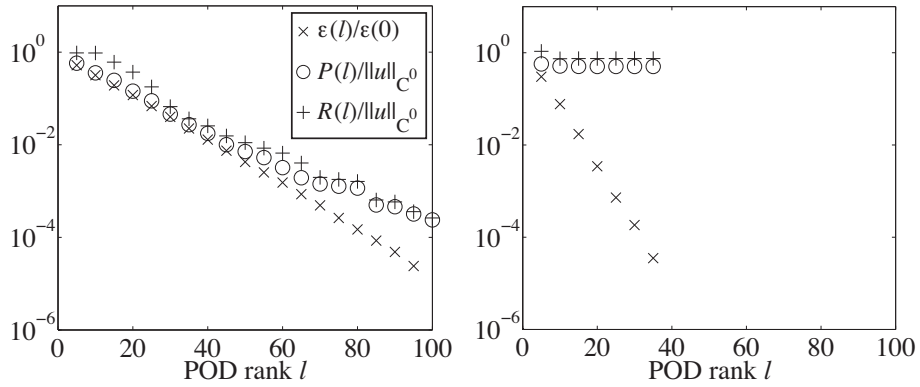 10^0
10^-2
10^-4
10^-6
0 20 40 60 80 100
POD rank l
× ε(l)/ε(0)
○ P(l)/||u||_C^0
+ R(l)/||u||_C^0
10^0
10^-2
10^-4
10^-6
0 20 40 60 80 100
POD rank l